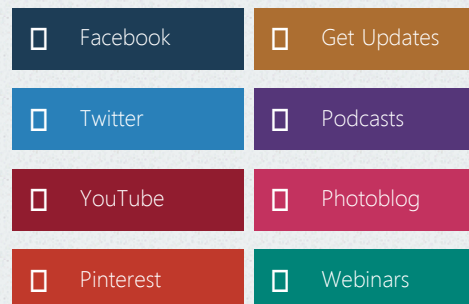 Facebook
Get Updates
Twitter
Podcasts
YouTube
Photoblog
Pinterest
Webinars